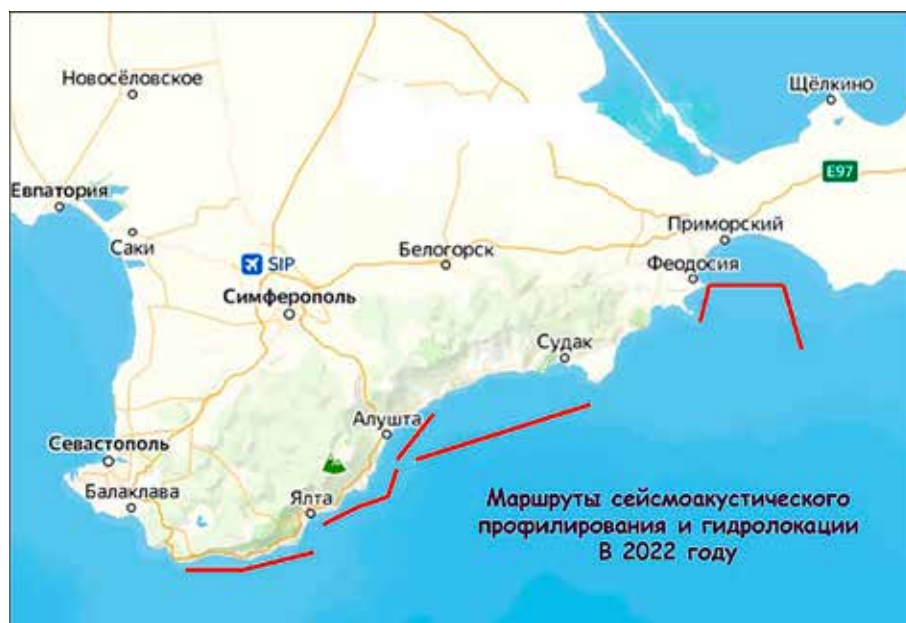 Новосёловское
Щёлкино
E97
Евпатория
Саки
Приморский
Белогорск
Феодосия
SIP
Симферополь
Судак
Алушта
Севастополь
Балаклава
Ялта
Маршруты сейсмоакустического
профилирования и гидролокации
В 2022 году